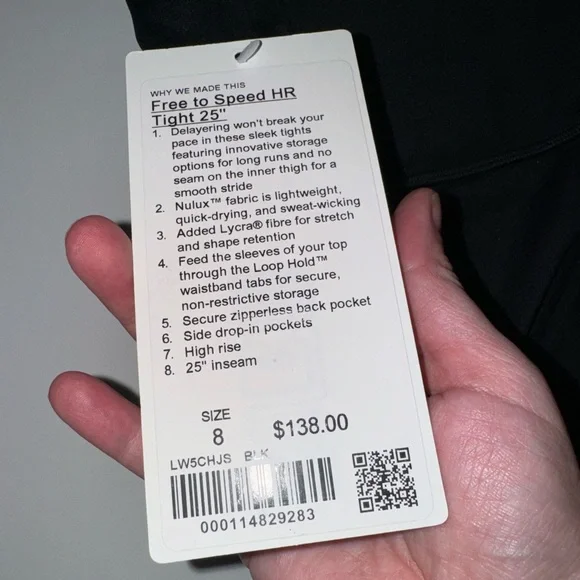 WHY WE MADE THIS
Free to Speed HR
Tight 25"
1. Delayering won't break your
pace in these sleek tights
featuring innovative storage
options for long runs and no
seam on the inner thigh for a
smooth stride
2. Nulux™ fabric is lightweight,
quick-drying, and sweat-wicking
3. Added Lycra® fibre for stretch
and shape retention
4. Feed the sleeves of your top
through the Loop Hold™
waistband tabs for secure,
non-restrictive storage
5. Secure zipperless back pocket
6. Side drop-in pockets
7. High rise
8. 25" inseam
SIZE
8 $138.00
LW5CHJS BLK
000114829283